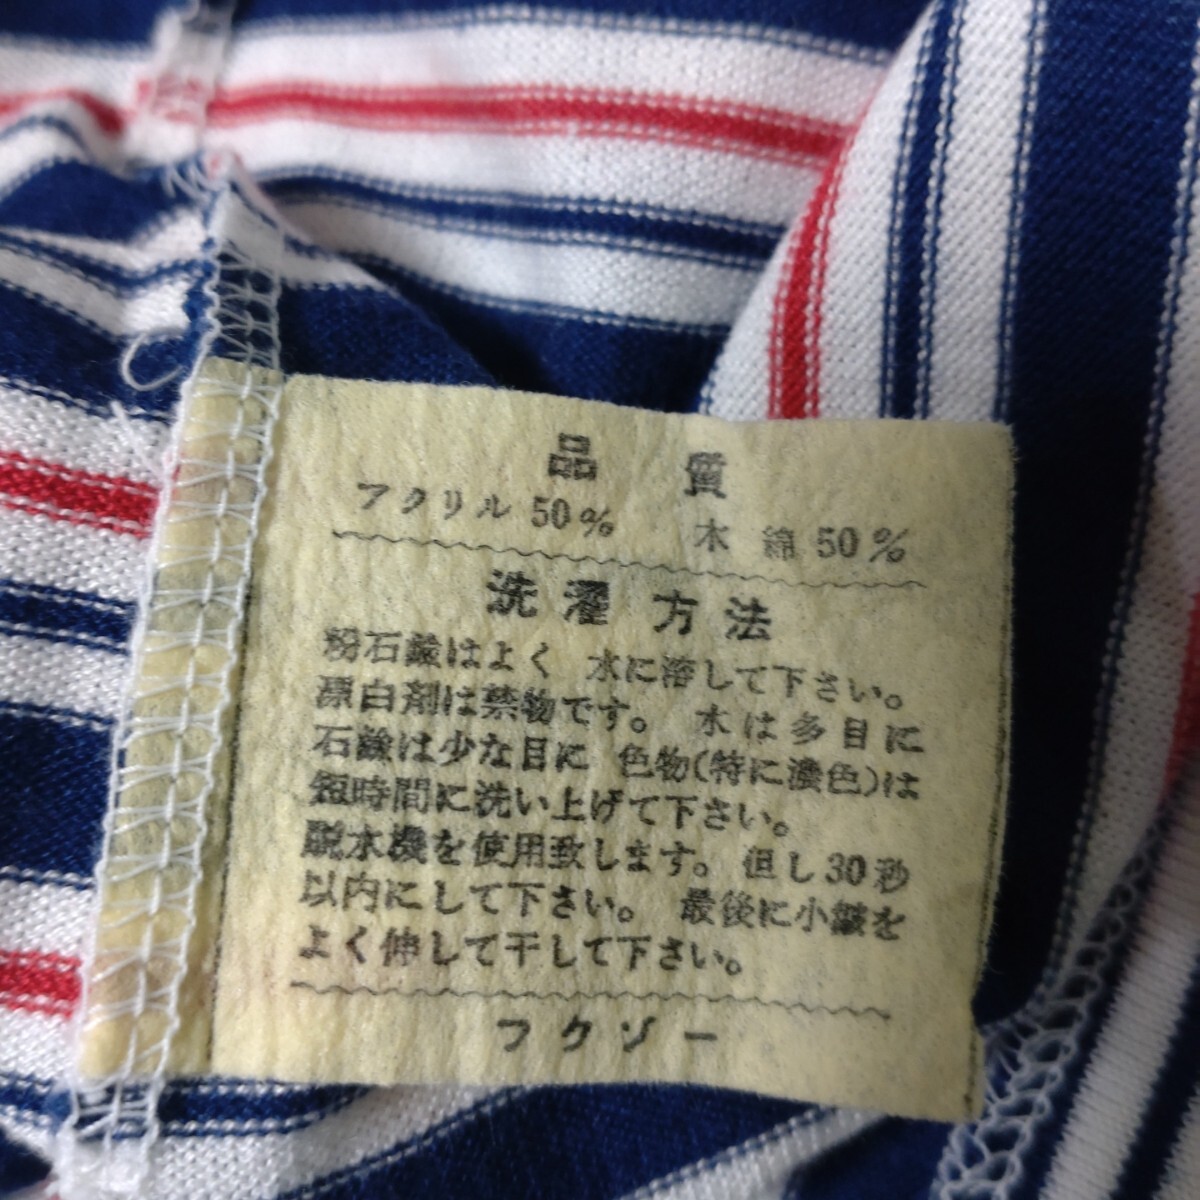 品 質
アクリル 50% 木 綿 50%
洗濯方法
粉石鹸はよく 水に溶して下さい。
漂白剤は禁物です。 水は多目に
石鹸は少な目に 色物(特に濃色)は
短時間に洗い上げて下さい。
脱水機を使用致します。但し30秒
以内にして下さい。 最後に小皺を
よく伸して干して下さい。
フクゾー